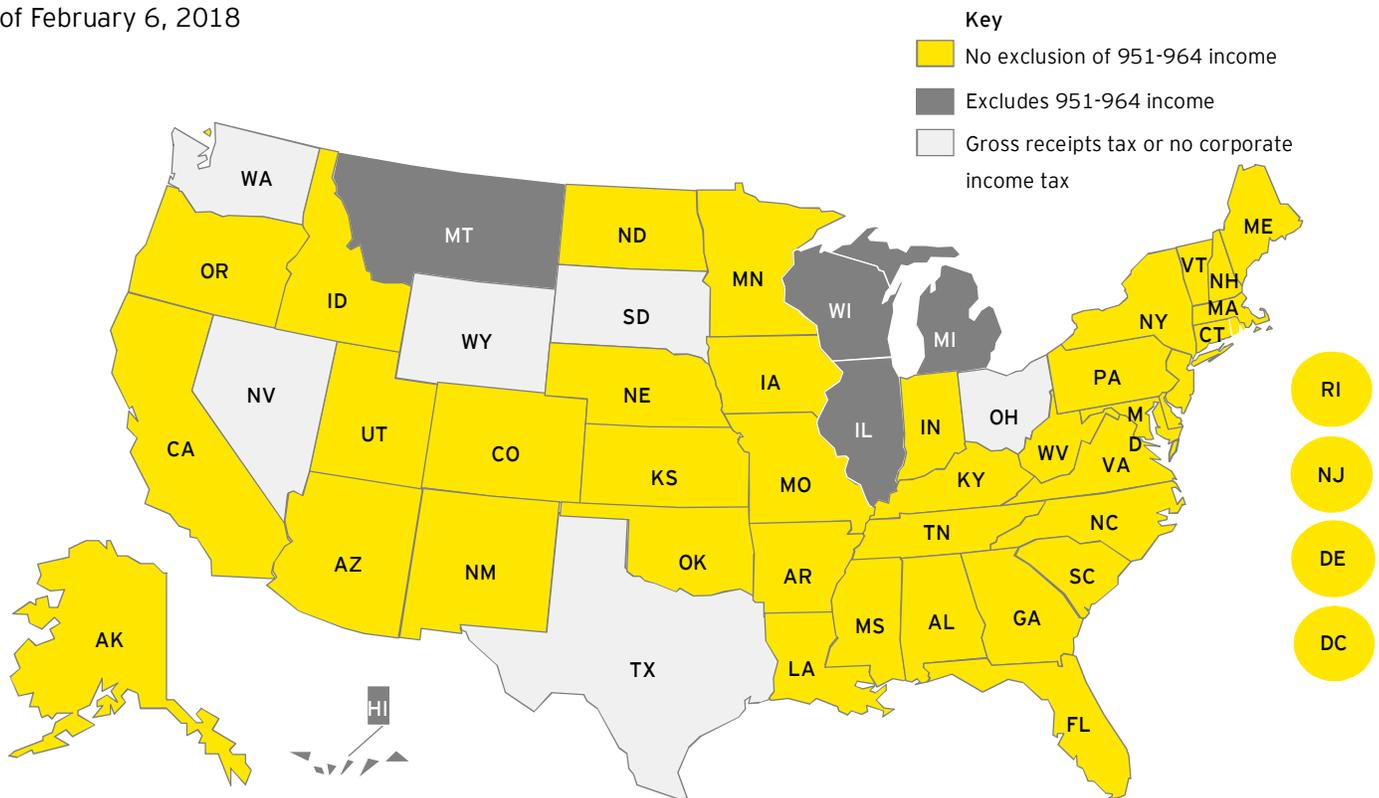 of February 6, 2018
Key
No exclusion of 951-964 income
Excludes 951-964 income
Gross receipts tax or no corporate
income tax
WA
MT
ND
ME
OR
ID
MN
VT
NH
SD
WI
MA
NY
CT
WY
MI
NV
NE
IA
PA
RI
UT
CO
IL
IN
OH
M
D
CA
KS
MO
KY
WV
VA
NJ
AZ
NM
OK
AR
TN
NC
SC
DE
AK
TX
LA
MS
AL
GA
DC
HI
FL